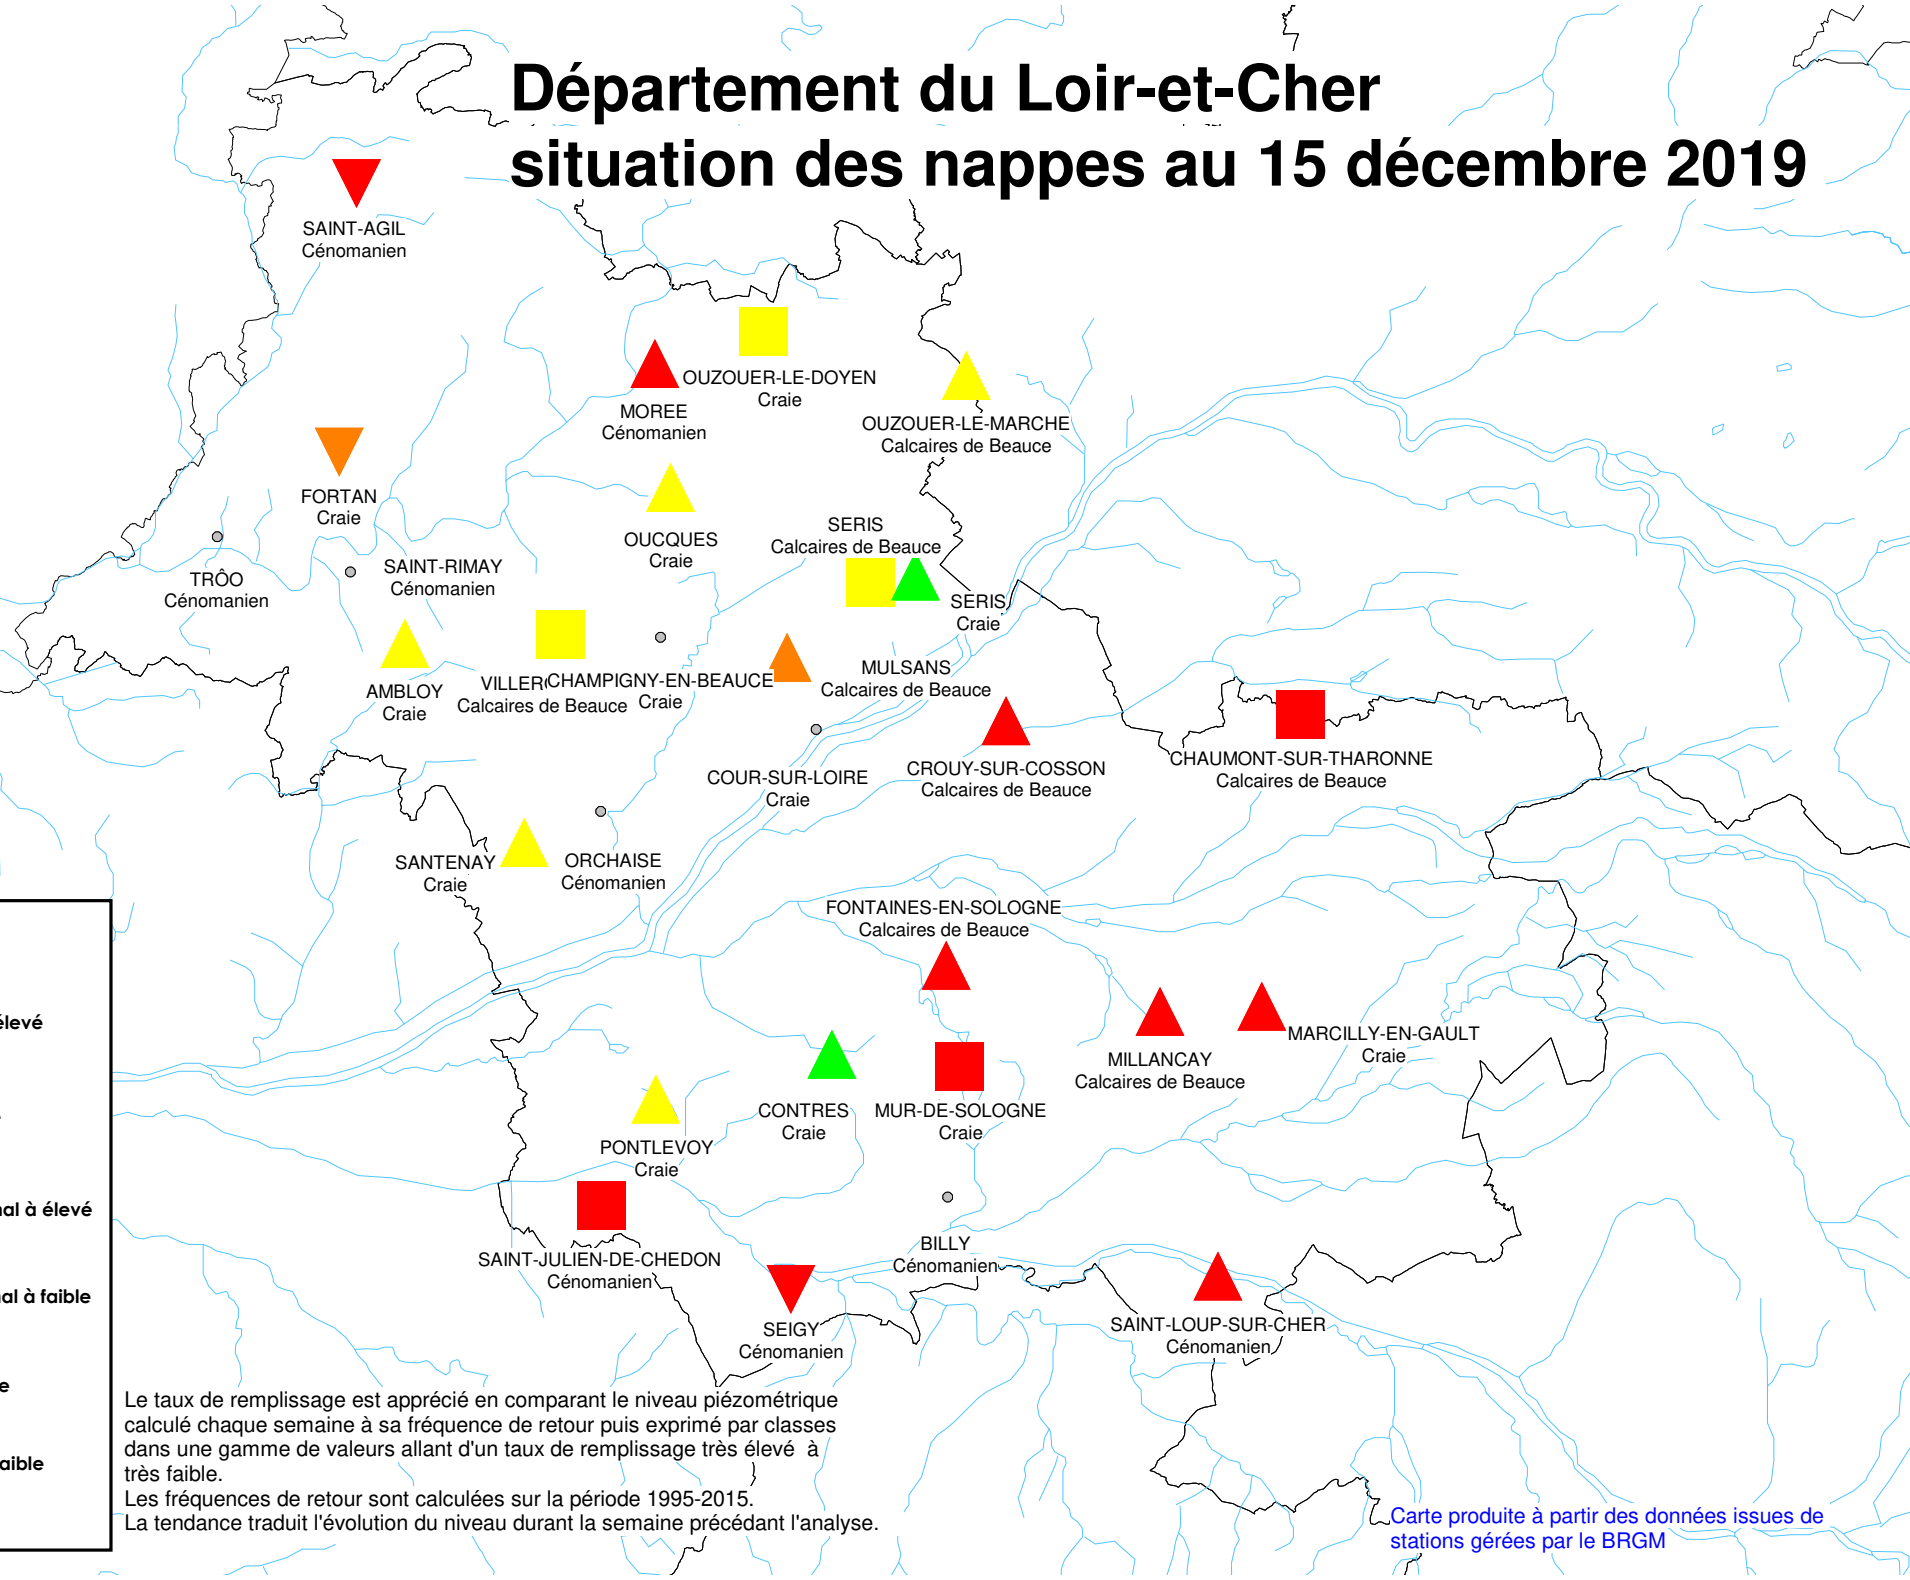 Département du Loir-et-Cher
situation des nappes au 15 décembre 2019
SAINT-AGIL
Cénomanien
OUZOUER-LE-DOYEN
Craie
MOREE
Cénomanien
OUZOUER-LE-MARCHE
Calcaires de Beauce
FORTAN
Craie
OUCQUES
Craie
SERIS
Calcaires de Beauce
TRÔO
Cénomanien
SAINT-RIMAY
Cénomanien
SERIS
Craie
AMBLOY
Craie
Calcaires de Beauce
CHAMPIGNY-EN-BEAUCE
Craie
MULSANS
Calcaires de Beauce
COUR-SUR-LOIRE
Craie
CROUY-SUR-COSSON
Calcaires de Beauce
CHAUMONT-SUR-THARONNE
Calcaires de Beauce
SANTENAY
Craie
ORCHAISE
Cénomanien
FONTAINES-EN-SOLOGNE
Calcaires de Beauce
MILLANCAY
Calcaires de Beauce
MARCILLY-EN-GAULT
Craie
CONTRES
Craie
MUR-DE-SOLOGNE
Craie
PONTLEVOY
Craie
SAINT-JULIEN-DE-CHEDON
Cénomanien
BILLY
Cénomanien
SEIGY
Cénomanien
SAINT-LOUP-SUR-CHER
Cénomanien
élevé
al à élevé
al à faible
e
aible
Le taux de remplissage est apprécié en comparant le niveau piézométrique
calculé chaque semaine à sa fréquence de retour puis exprimé par classes
dans une gamme de valeurs allant d'un taux de remplissage très élevé à
très faible.
Les fréquences de retour sont calculées sur la période 1995-2015.
La tendance traduit l'évolution du niveau durant la semaine précédant l'analyse.
Carte produite à partir des données issues de
stations gérées par le BRGM